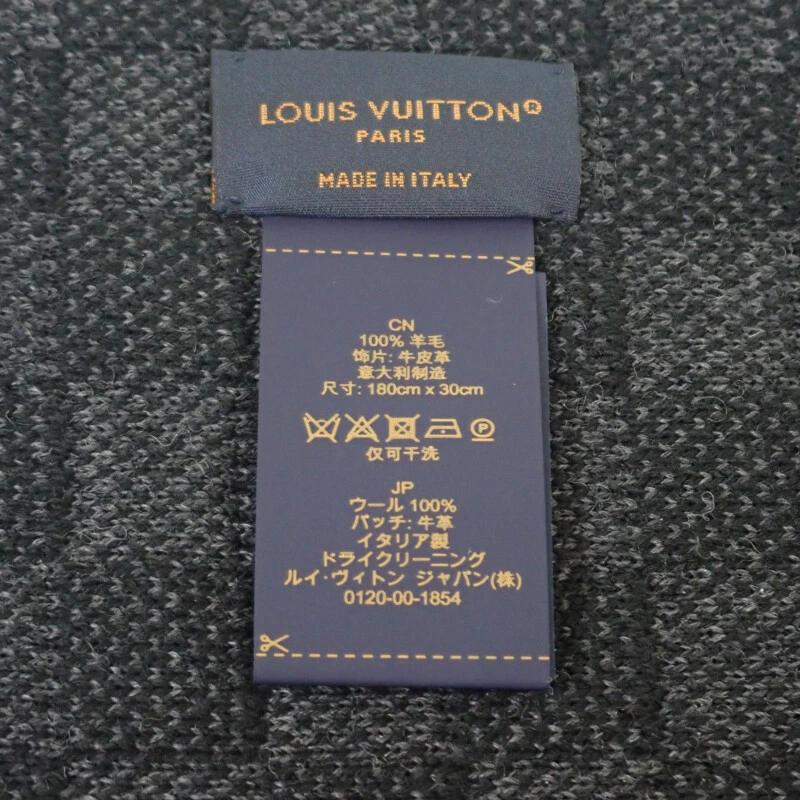 LOUIS VUITTON®
PARIS
MADE IN ITALY
CN
100% 羊毛
饰片: 牛皮革
意大利制造
尺寸: 180cm x 30cm
P
仅可干洗
JP
ウール 100%
パッチ: 牛革
イタリア製
ドライクリーニング
ルイ·ヴィトン ジャパン(株)
0120-00-1854